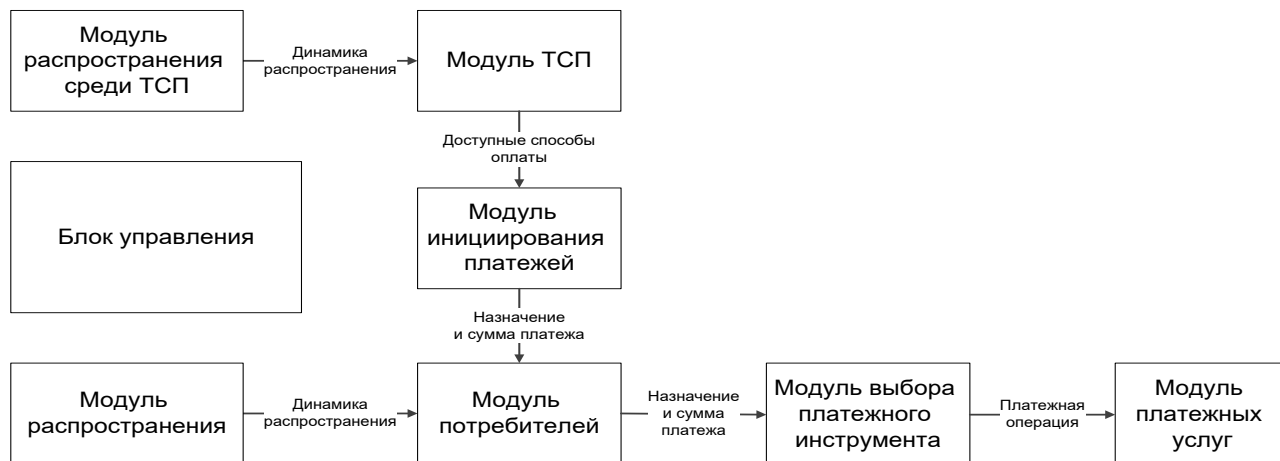 Модуль
распространения
среди ТСП
Динамика
распространения
Модуль ТСП
Доступные способы
оплаты
Блок управления
Модуль
инициирования
платежей
Назначение
и сумма платежа
Модуль
распространения
Динамика
распространения
Модуль
потребителей
Назначение
и сумма
платежа
Модуль выбора
платежного
инструмента
Платежная
операция
Модуль
платежных
услуг